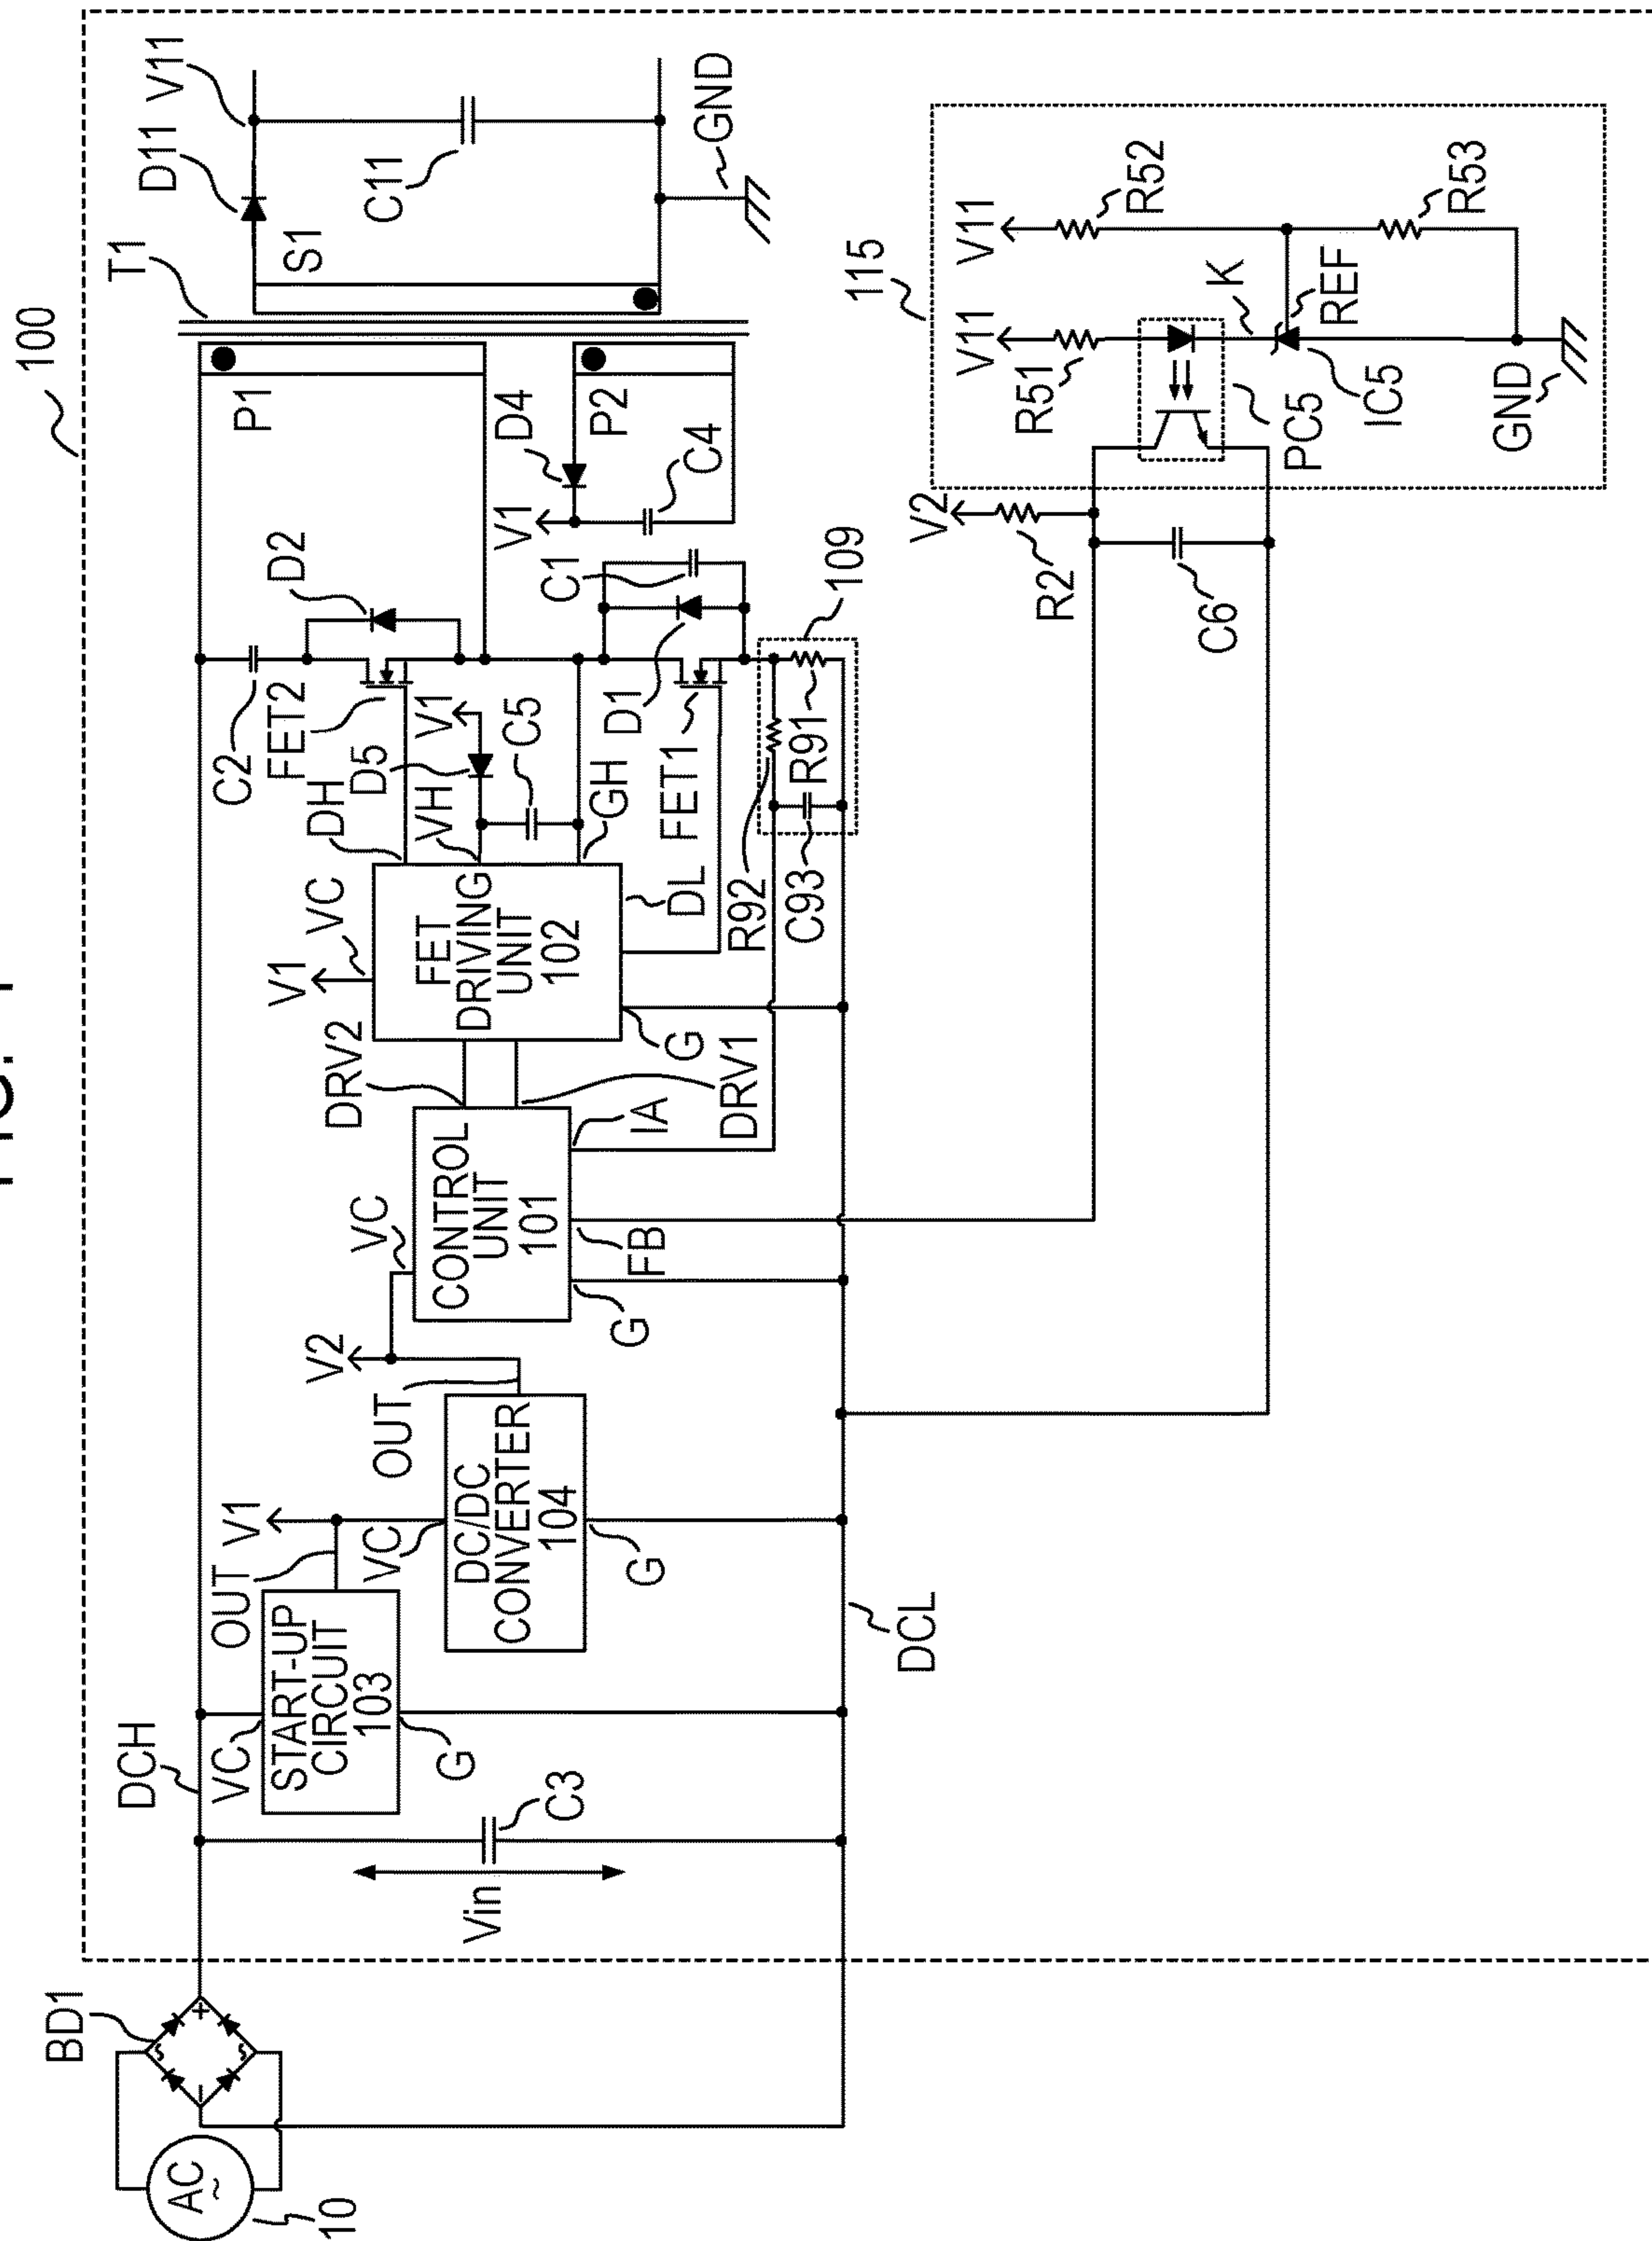 FIG. 1
100
T1
D11
V11
S1
C11
GND
P1
D4
P2
V1
C4
D2
C1
C2
FET2
D5
V1
C5
D1
DH
VH
GH
FET1
109
R91
R92
C93
VC
V1
FET
DRIVING
UNIT
102
DL
G
DRV2
DRV1
IA
VC
CONTROL
UNIT
101
FB
G
V2
OUT
DC/DC
CONVERTER
104
VC
G
V1
OUT
START-UP
CIRCUIT
103
VC
G
DCH
DCL
C3
Vin
BD1
+
−
~
~
AC
~
10
115
V11
V11
R52
R51
K
REF
R53
PC5
IC5
GND
V2
R2
C6